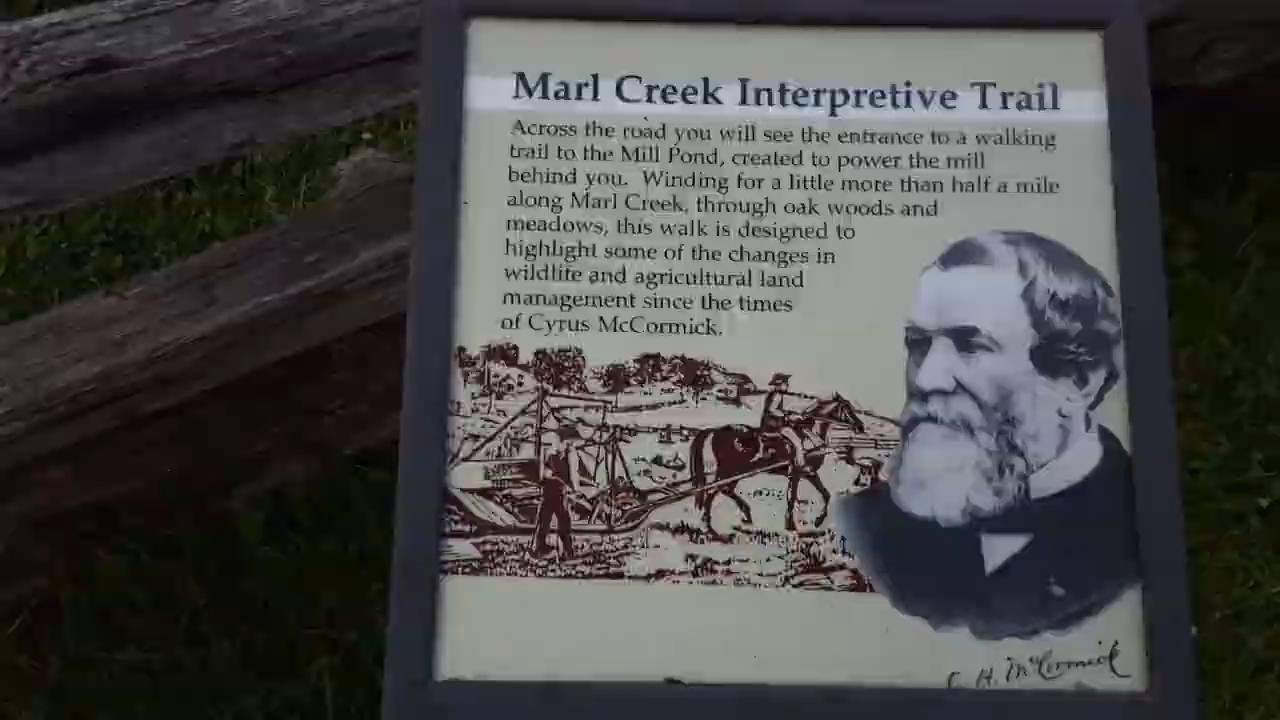 Marl Creek Interpretive Trail
Across the road you will see the entrance to a walking
trail to the Mill Pond, created to power the mill
behind you. Winding for a little more than half a mile
along Marl Creek, through oak woods and
meadows, this walk is designed to
highlight some of the changes in
wildlife and agricultural land
management since the times
of Cyrus McCormick.
C. H. McCormick